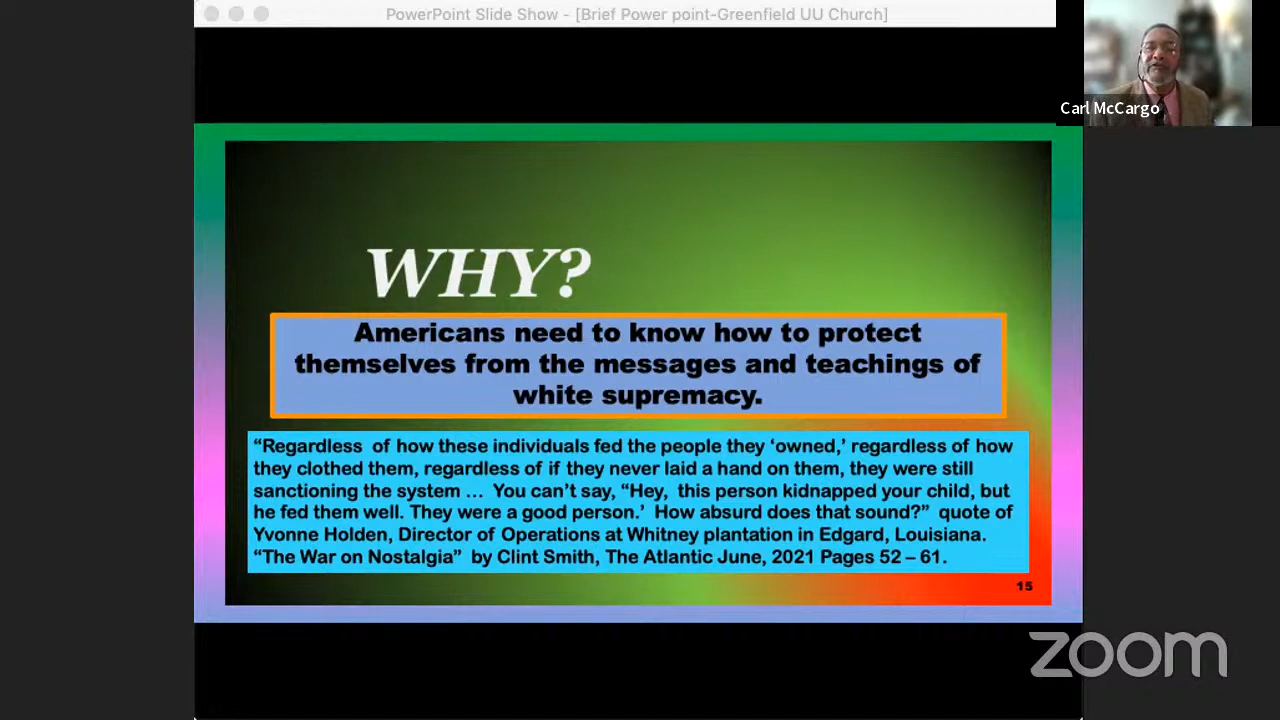 PowerPoint Slide Show - [Brief Power point-Greenfield UU Church]
Carl McCargo
WHY?
Americans need to know how to protect
themselves from the messages and teachings of
white supremacy.
“Regardless of how these individuals fed the people they ‘owned,’ regardless of how
they clothed them, regardless of if they never laid a hand on them, they were still
sanctioning the system … You can’t say, “Hey, this person kidnapped your child, but
he fed them well. They were a good person.’ How absurd does that sound?” quote of
Yvonne Holden, Director of Operations at Whitney plantation in Edgard, Louisiana.
“The War on Nostalgia” by Clint Smith, The Atlantic June, 2021 Pages 52 – 61.
15
zoom